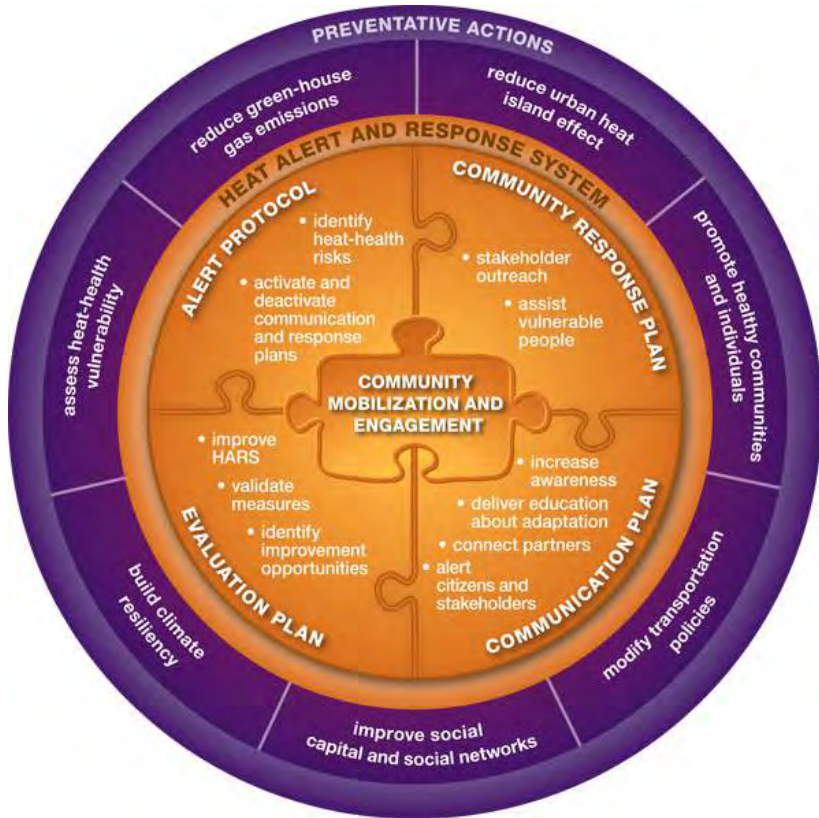 PREVENTATIVE ACTIONS
reduce green-house
gas emissions
reduce urban heat
island effect
promote healthy communities
and individuals
modify transportation
policies
improve social
capital and social networks
build climate
resiliency
assess heat-health
vulnerability
HEAT ALERT AND RESPONSE SYSTEM
ALERT PROTOCOL
• identify
heat-health
risks
• activate and
deactivate
communication
and response
plans
COMMUNITY RESPONSE PLAN
• stakeholder
outreach
• assist
vulnerable
people
COMMUNITY
MOBILIZATION AND
ENGAGEMENT
EVALUATION PLAN
• improve
HARS
• validate
measures
• identify
improvement
opportunities
COMMUNICATION PLAN
• increase
awareness
• deliver education
about adaptation
• connect partners
• alert
citizens and
stakeholders